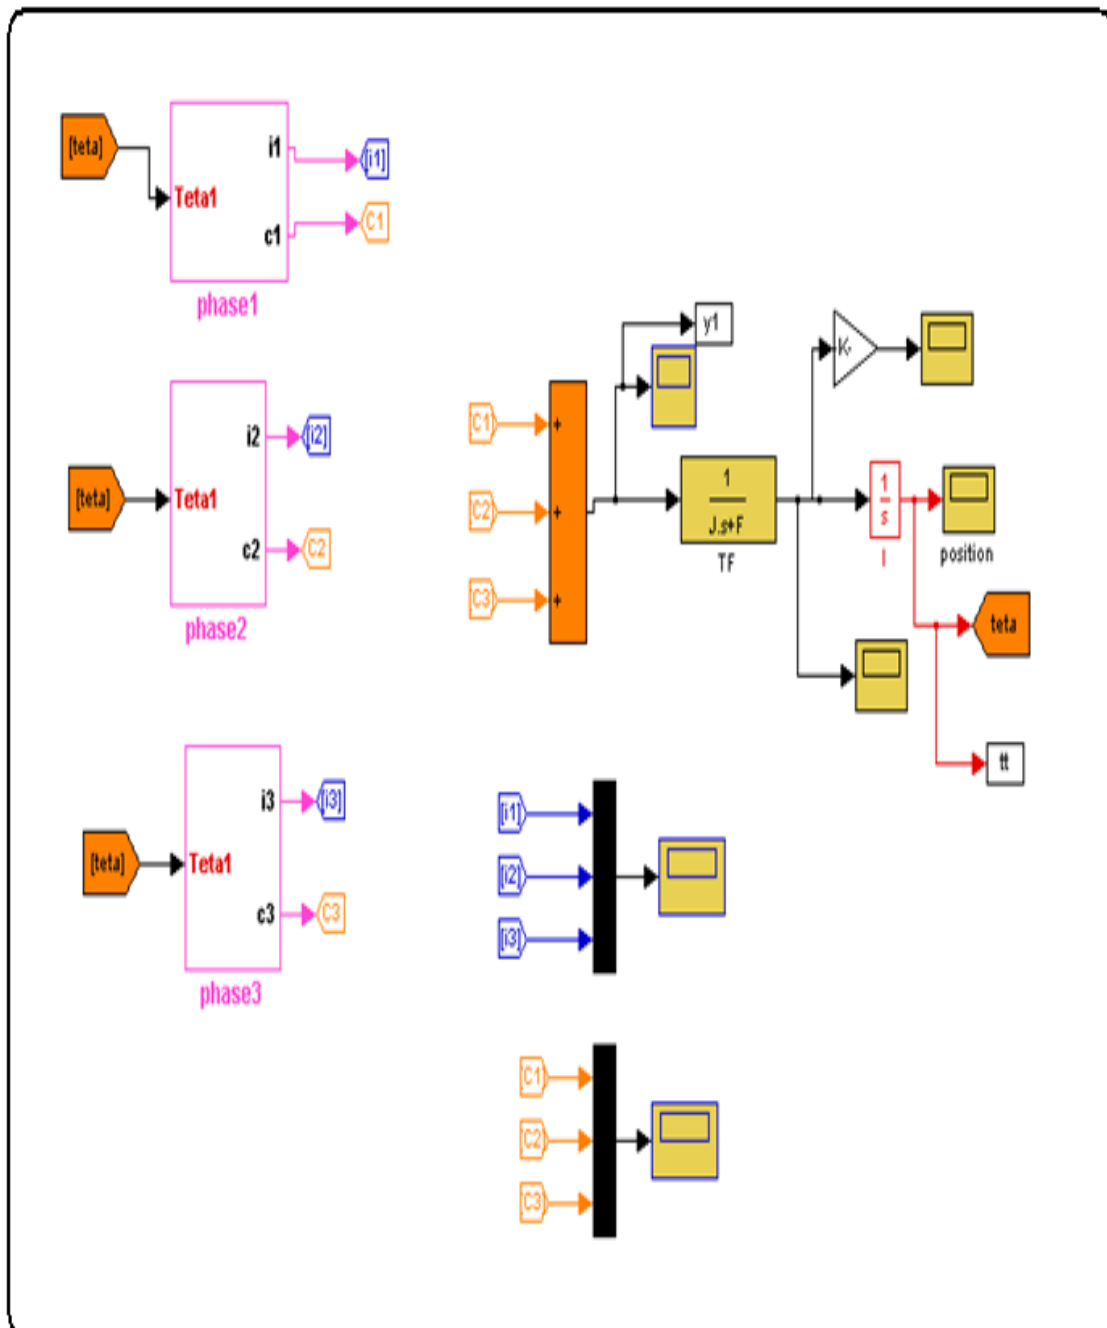 [teta]
Teta1
i1
c1
[i1]
C1
phase1
[teta]
Teta1
i2
c2
[i2]
C2
phase2
[teta]
Teta1
i3
c3
[i3]
C3
phase3
C1
C2
C3
+
+
+
y1
1
J.s+F
TF
K-
1
s
I
position
teta
tt
[i1]
[i2]
[i3]
C1
C2
C3